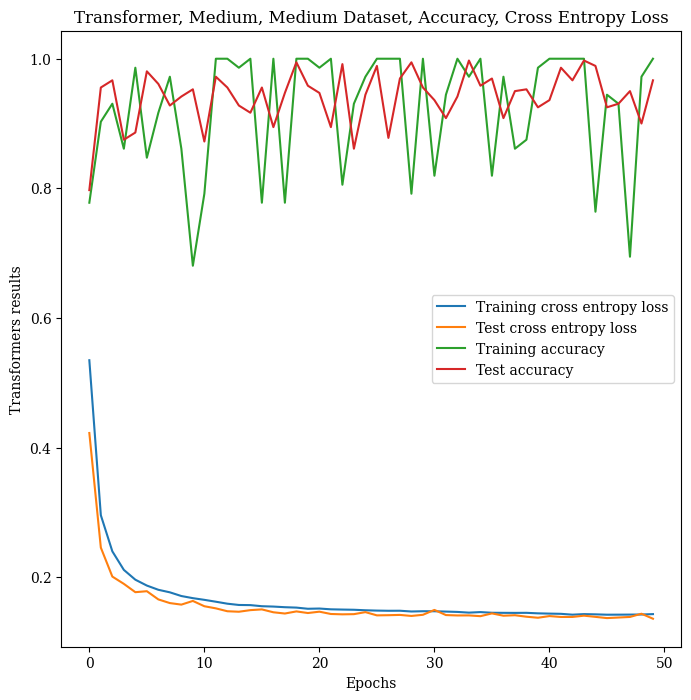 Transformer, Medium, Medium Dataset, Accuracy, Cross Entropy Loss
Transformers results
1.0
0.8
0.6
0.4
0.2
Training cross entropy loss
Test cross entropy loss
Training accuracy
Test accuracy
0 10 20 30 40 50
Epochs